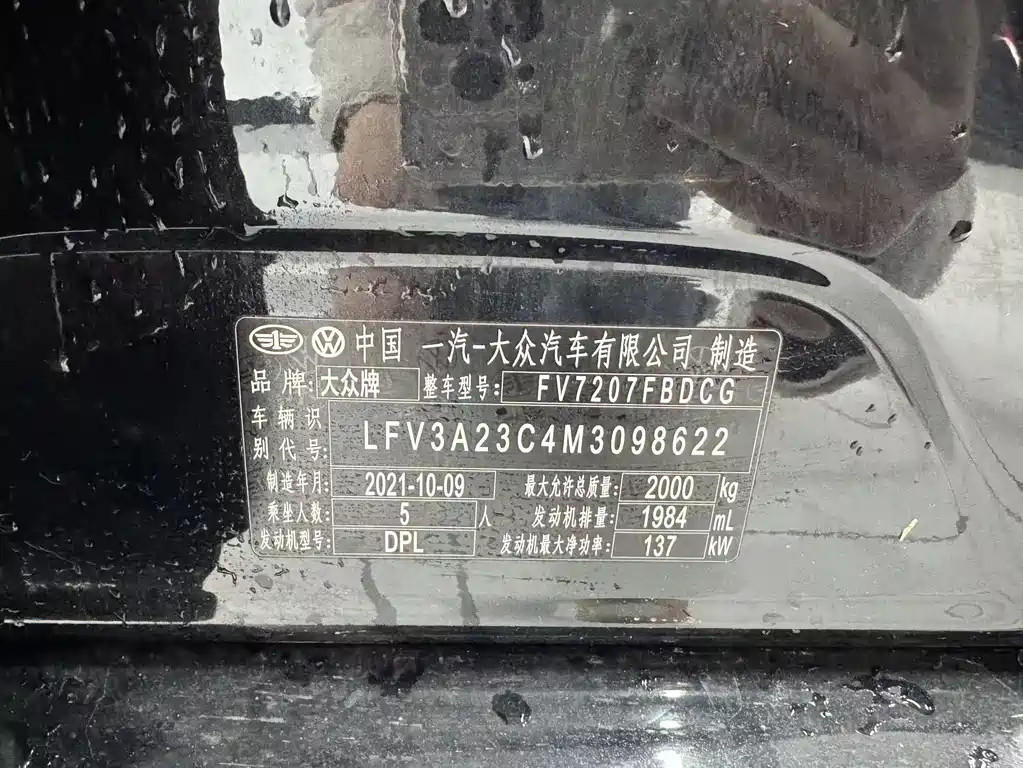 中国 一汽-大众汽车有限公司 制造
品牌: 大众牌 整车型号: FV7207FBDCG
车辆识别代号: LFV3A23C4M3098622
制造年月: 2021-10-09 最大允许总质量: 2000 kg
乘坐人数: 5 人 发动机排量: 1984 mL
发动机型号: DPL 发动机最大净功率: 137 kW